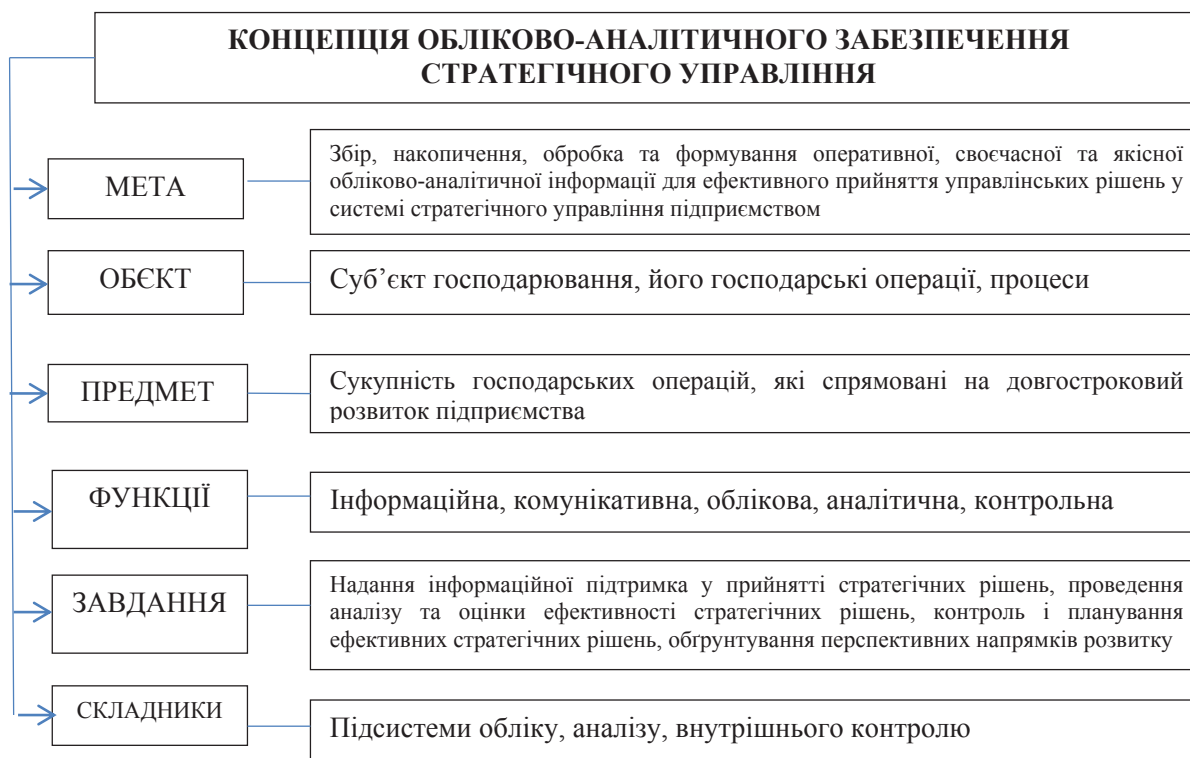 КОНЦЕПЦІЯ ОБЛІКОВО-АНАЛІТИЧНОГО ЗАБЕЗПЕЧЕННЯ
СТРАТЕГІЧНОГО УПРАВЛІННЯ
МЕТА
Збір, накопичення, обробка та формування оперативної, своєчасної та якісної
обліково-аналітичної інформації для ефективного прийняття управлінських рішень у
системі стратегічного управління підприємством
ОБЄКТ
Суб’єкт господарювання, його господарські операції, процеси
ПРЕДМЕТ
Сукупність господарських операцій, які спрямовані на довгостроковий
розвиток підприємства
ФУНКЦІЇ
Інформаційна, комунікативна, облікова, аналітична, контрольна
ЗАВДАННЯ
Надання інформаційної підтримка у прийнятті стратегічних рішень, проведення
аналізу та оцінки ефективності стратегічних рішень, контроль і планування
ефективних стратегічних рішень, обґрунтування перспективних напрямків розвитку
СКЛАДНИКИ
Підсистеми обліку, аналізу, внутрішнього контролю